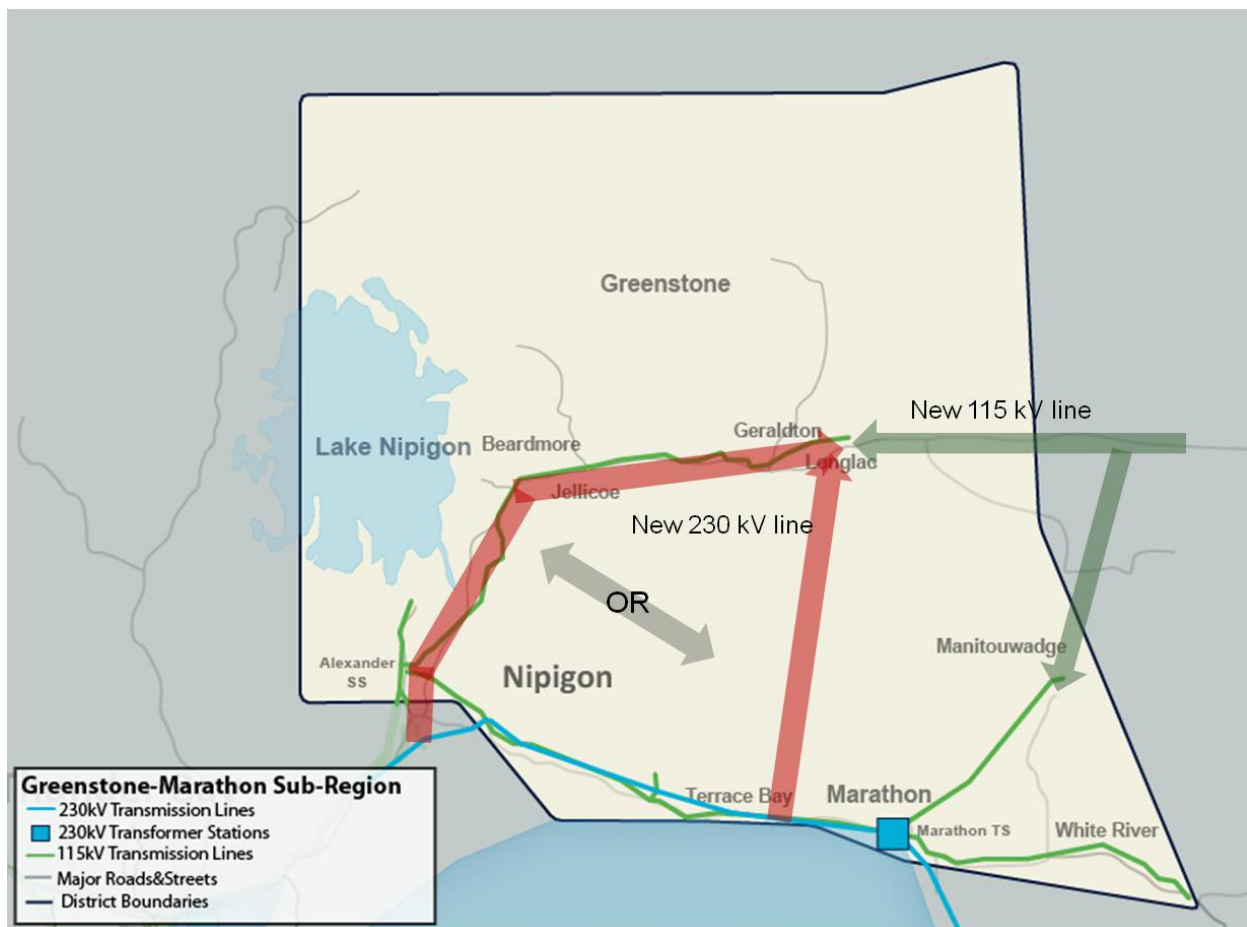 Greenstone
New 115 kV line
Geraldton
Lake Nipigon
Beardmore
Longlac
Jellicoe
New 230 kV line
OR
Manitouwadge
Alexander
SS
Nipigon
Terrace Bay
Marathon
Marathon TS
White River
Greenstone-Marathon Sub-Region
230kV Transmission Lines
230kV Transformer Stations
115kV Transmission Lines
Major Roads&Streets
District Boundaries